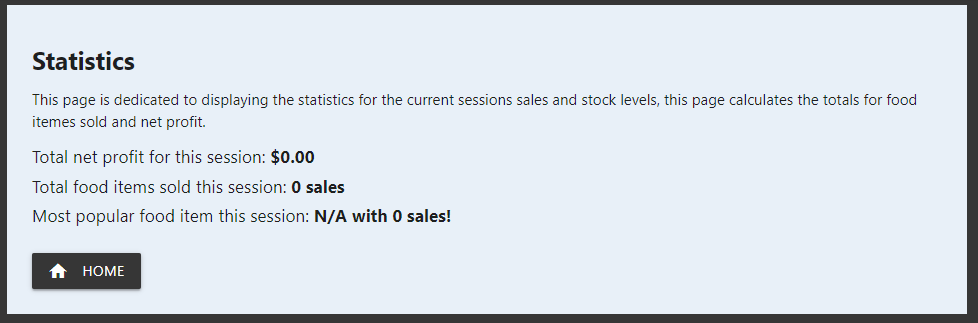 Statistics
This page is dedicated to displaying the statistics for the current sessions sales and stock levels, this page calculates the totals for food
itemes sold and net profit.
Total net profit for this session: $0.00
Total food items sold this session: 0 sales
Most popular food item this session: N/A with 0 sales!
HOME